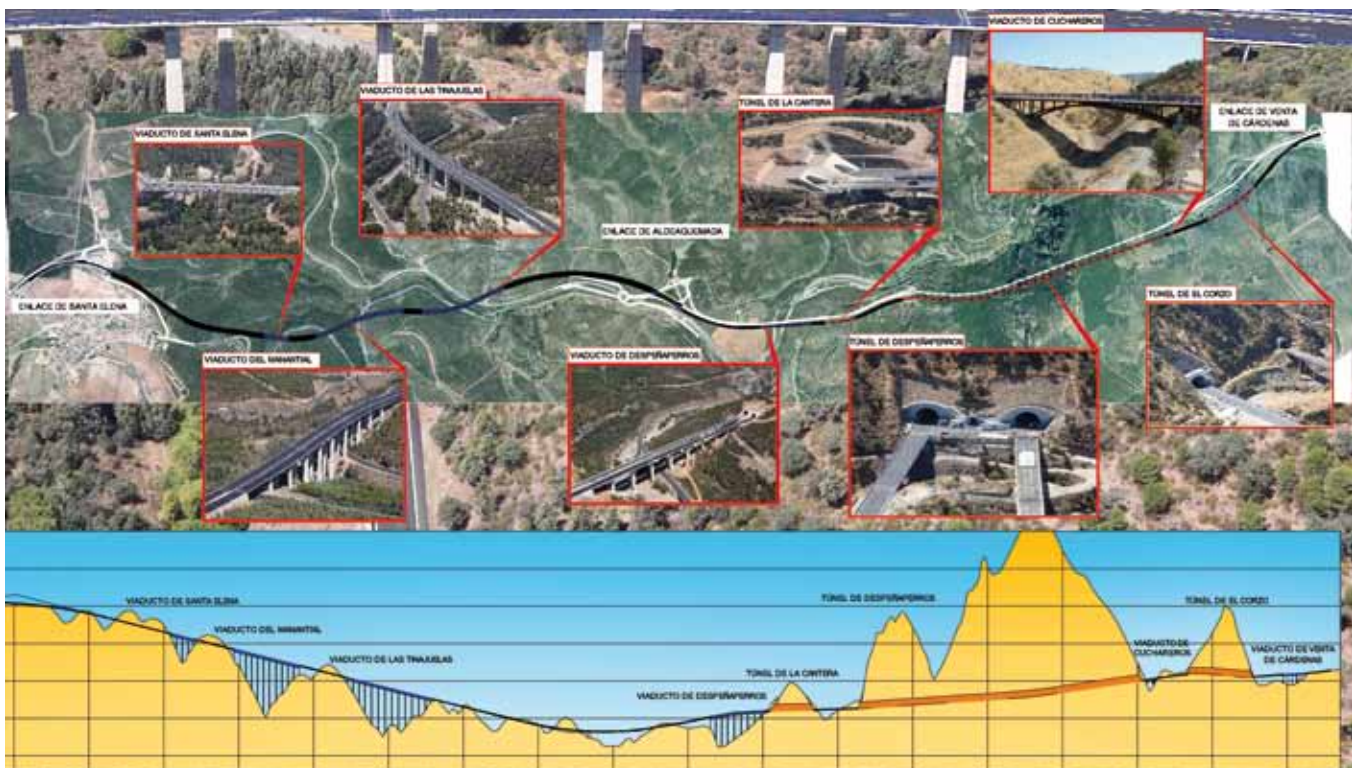 VIADUCTO DE CUCHAREROS
VIADUCTO DE LAS TINAJUELAS
TÚNEL DE LA CANTERA
ENLACE DE VENTA
DE CÁRDENAS
VIADUCTO DE SANTA ELENA
ENLACE DE ALDEAQUEMADA
ENLACE DE SANTA ELENA
TÚNEL DE EL CORZO
VIADUCTO DEL MANANTIAL
VIADUCTO DE DESPEÑAPERROS
TÚNEL DE DESPEÑAPERROS
VIADUCTO DE SANTA ELENA
VIADUCTO DEL MANANTIAL
VIADUCTO DE LAS TINAJUELAS
VIADUCTO DE DESPEÑAPERROS
TÚNEL DE LA CANTERA
TÚNEL DE DESPEÑAPERROS
VIADUCTO DE
CUCHAREROS
TÚNEL DE EL CORZO
VIADUCTO DE VENTA
DE CÁRDENAS